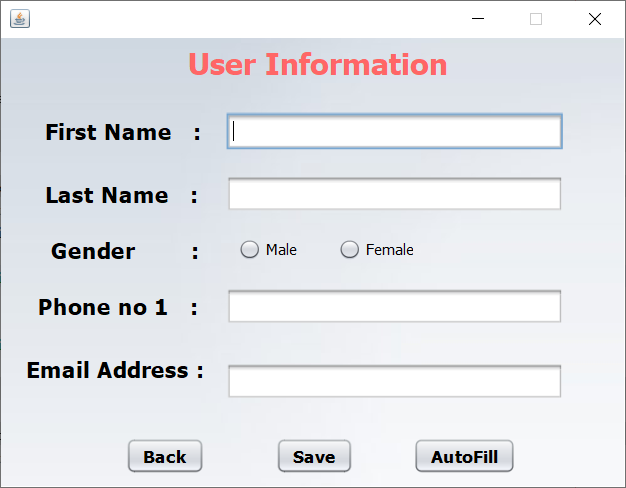 User Information
First Name :
Last Name :
Gender : Male Female
Phone no 1 :
Email Address :
Back Save AutoFill